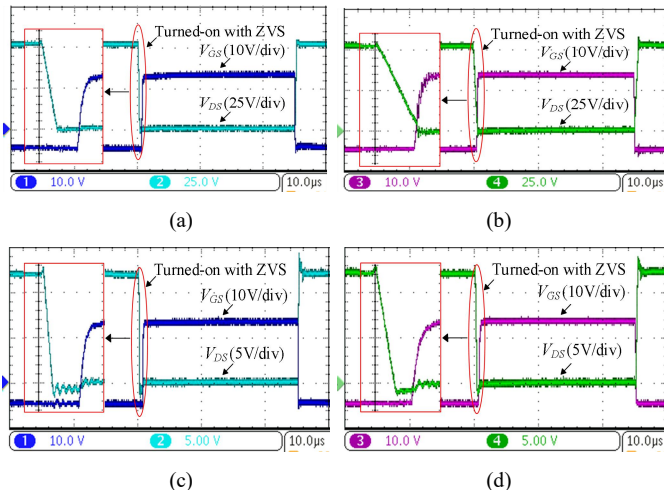 Turned-on with ZVS
VGS(10V/div)
VDS(25V/div)
1 10.0 V 2 25.0 V 10.0µs
(a)
Turned-on with ZVS
VGS(10V/div)
VDS(25V/div)
3 10.0 V 4 25.0 V 10.0µs
(b)
Turned-on with ZVS
VGS(10V/div)
VDS(5V/div)
1 10.0 V 2 5.00 V 10.0µs
(c)
Turned-on with ZVS
VGS(10V/div)
VDS(5V/div)
3 10.0 V 4 5.00 V 10.0µs
(d)